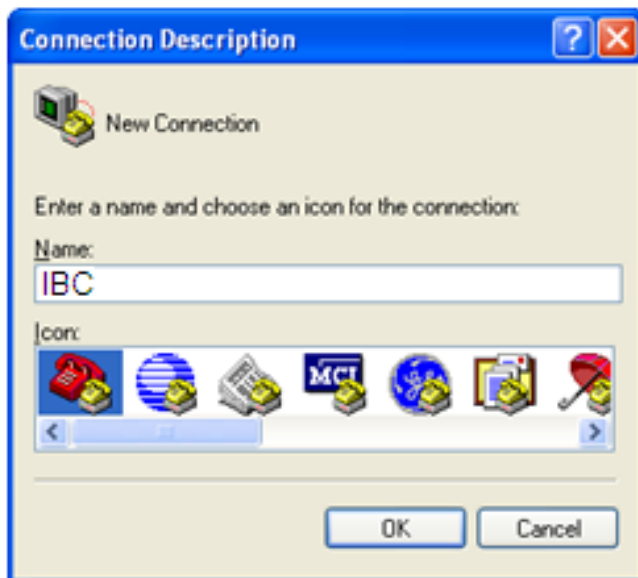 Connection Description
New Connection
Enter a name and choose an icon for the connection:
Name:
IBC
Icon:
MCI
OK
Cancel